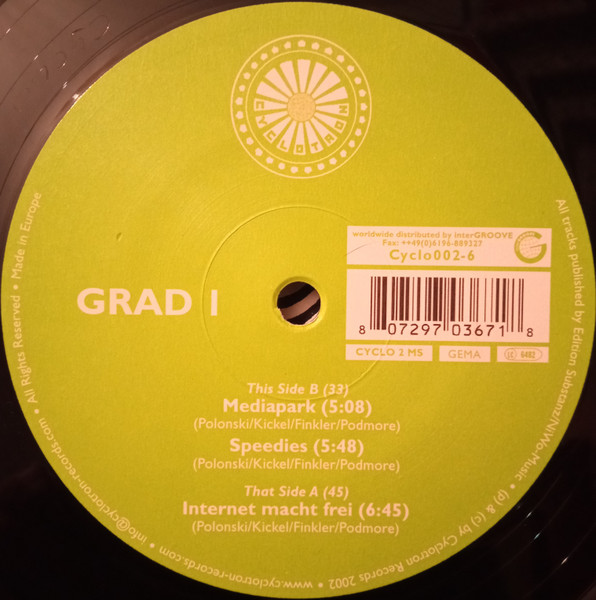 CYCLOTRON
worldwide distributed by interGROOVE
Fax: ++49(0)6196-889227
Cyclo002-6
GRAD I
8 07297 03671 8
CYCLO 2 MS
GEMA
LC 6482
This Side B (33)
Mediapark (5:08)
(Polonski/Kickel/Finkler/Podmore)
Speedies (5:48)
(Polonski/Kickel/Finkler/Podmore)
That Side A (45)
Internet macht frei (6:45)
(Polonski/Kickel/Finkler/Podmore)
All tracks published by Edition Substanz/NiWo-Music • (p) & (c) by Cyclotron Records 2002 • www.cyclotron-records.com • info@cyclotron-records.com • All Rights Reserved • Made in Europe